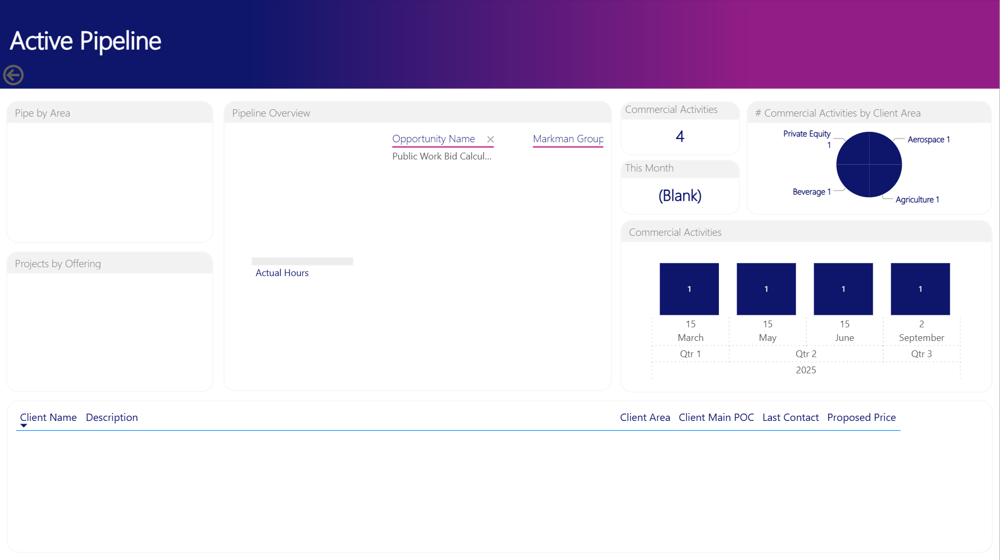 Active Pipeline
Pipe by Area
Projects by Offering
Pipeline Overview
Opportunity Name
Public Work Bid Calcul...
Markman Group
Actual Hours
Commercial Activities
4
This Month
(Blank)
# Commercial Activities by Client Area
Private Equity
1
Aerospace 1
Beverage 1
Agriculture 1
Commercial Activities
1 1 1 1
15 15 15 2
March May June September
Qtr 1 Qtr 2 Qtr 3
2025
Client Name Description Client Area Client Main POC Last Contact Proposed Price